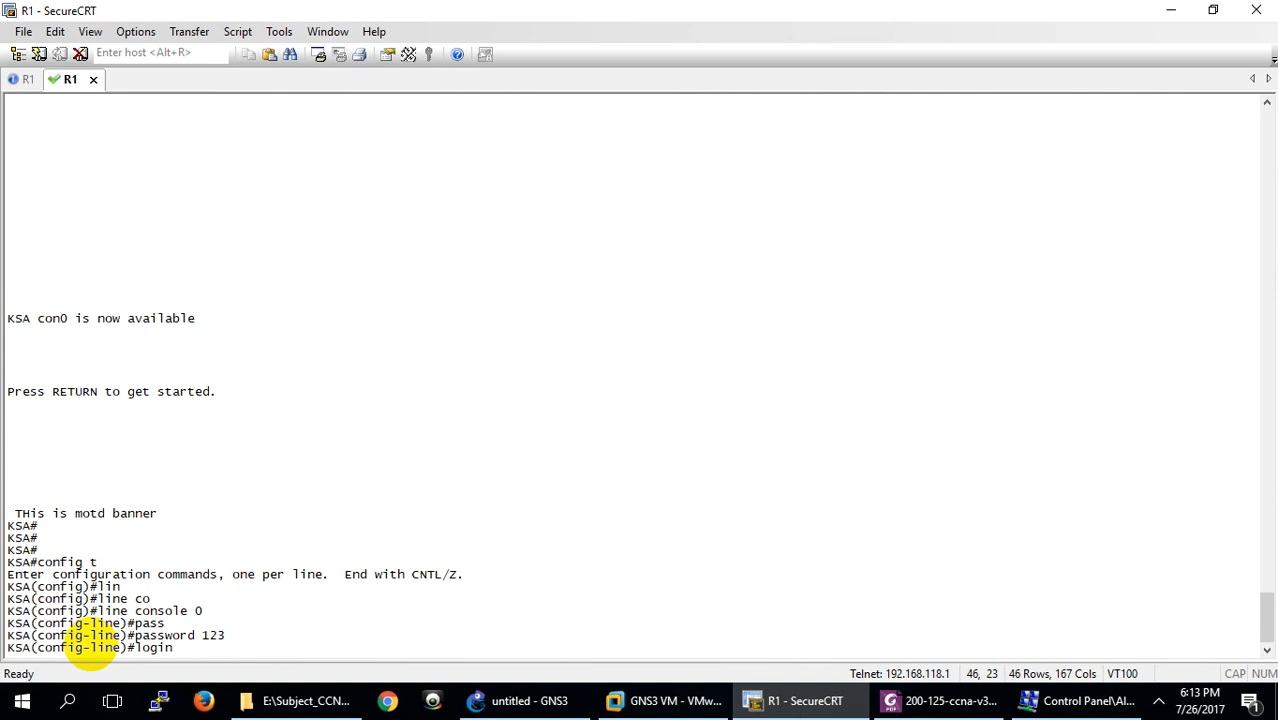 R1 - SecureCRT
File Edit View Options Transfer Script Tools Window Help
Enter host <Alt+R>
R1
R1
KSA con0 is now available
Press RETURN to get started.
THis is motd banner
KSA#
KSA#
KSA#
KSA#config t
Enter configuration commands, one per line. End with CNTL/Z.
KSA(config)#lin
KSA(config)#line co
KSA(config)#line console 0
KSA(config-line)#pass
KSA(config-line)#password 123
KSA(config-line)#login
Ready
Telnet: 192.168.118.1 46, 23 46 Rows, 167 Cols VT100 CAP NUM
E:\Subject_CCN... untitled - GNS3 GNS3 VM - VMw... R1 - SecureCRT 200-125-ccna-v3... Control Panel\Al... 6:13 PM
7/26/2017
1